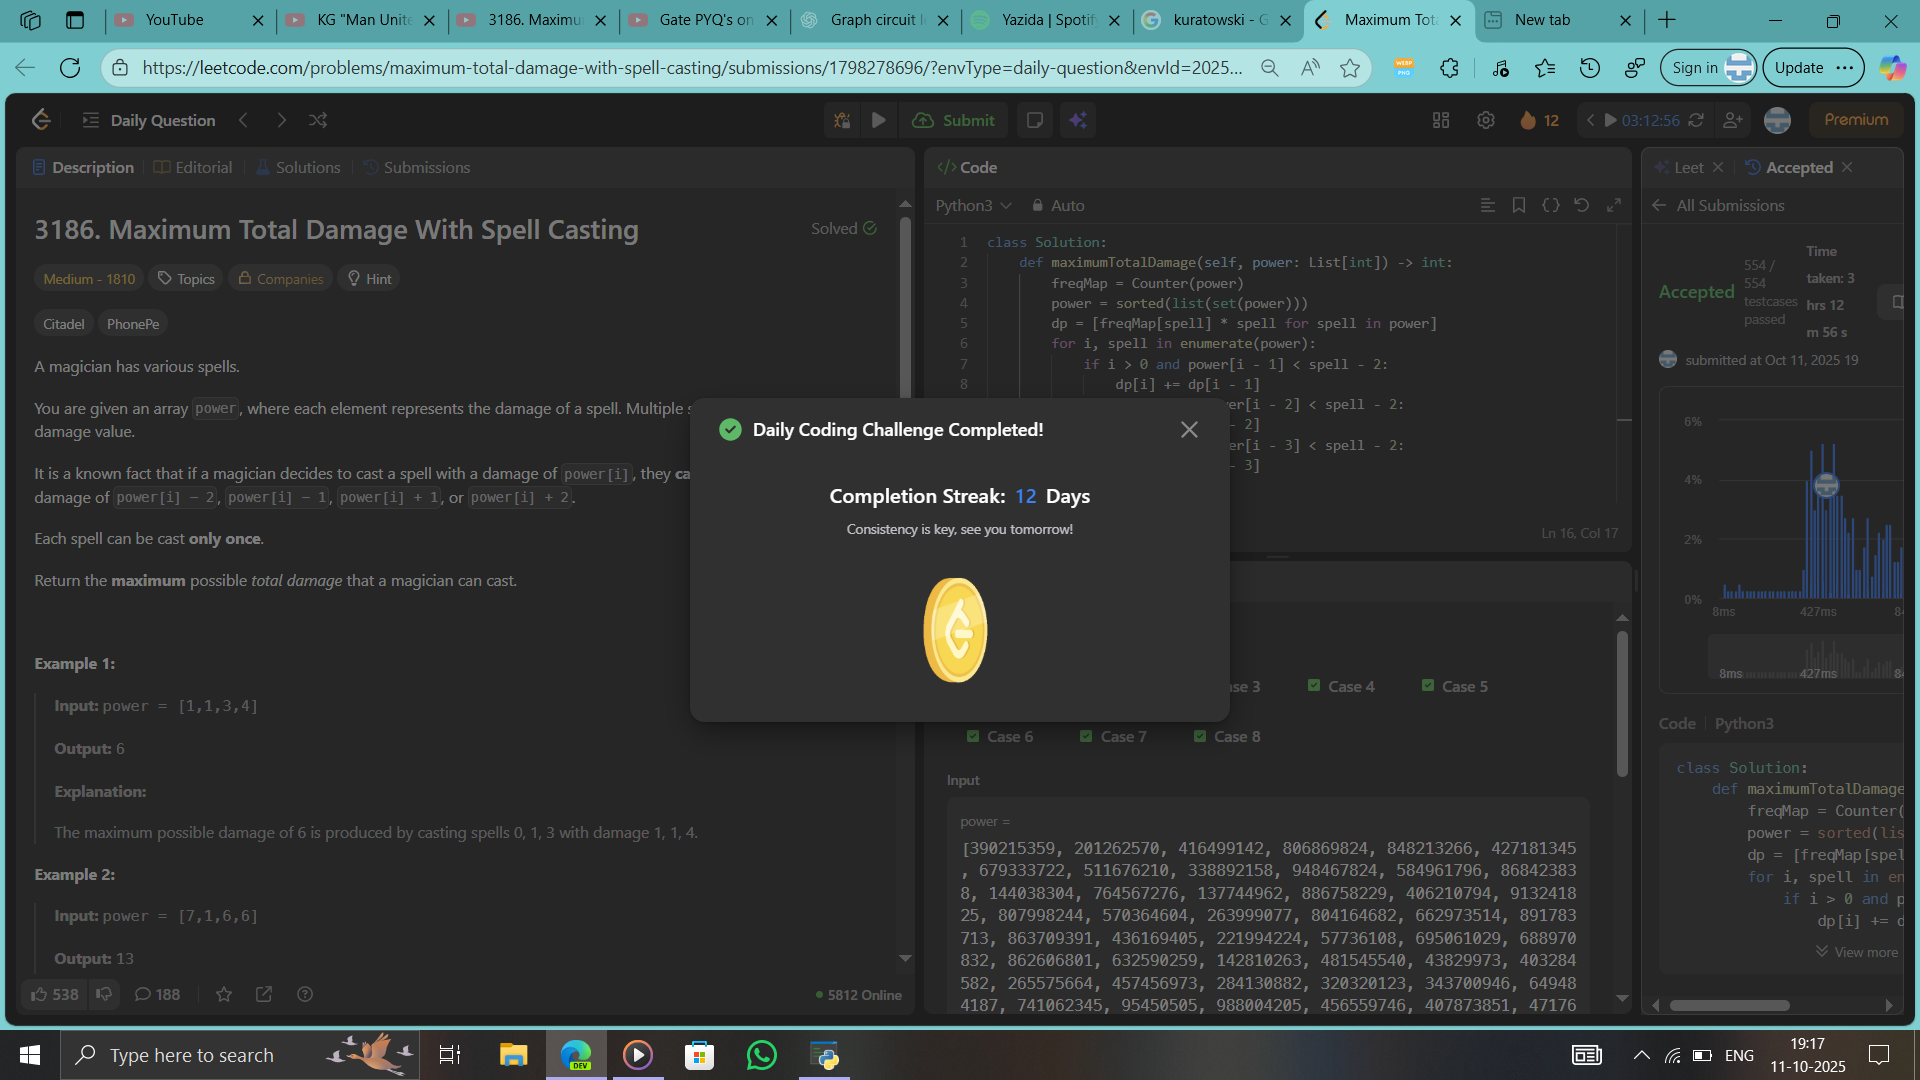 YouTube
KG "Man Unite
3186. Maximu
Gate PYQ's on
Graph circuit l
Yazida | Spotif
kuratowski - G
Maximum Tot
New tab
https://leetcode.com/problems/maximum-total-damage-with-spell-casting/submissions/1798278696/?envType=daily-question&envId=2025...
Sign in
Update
Daily Question
Submit
12
03:12:56
Premium
Description
Editorial
Solutions
Submissions
3186. Maximum Total Damage With Spell Casting
Solved
Medium - 1810
Topics
Companies
Hint
Citadel
PhonePe
A magician has various spells.
You are given an array power, where each element represents the damage of a spell. Multiple s
damage value.
It is a known fact that if a magician decides to cast a spell with a damage of power[i], they ca
damage of power[i] - 2, power[i] - 1, power[i] + 1, or power[i] + 2.
Each spell can be cast only once.
Return the maximum possible total damage that a magician can cast.
Example 1:
Input: power = [1,1,3,4]
Output: 6
Explanation:
The maximum possible damage of 6 is produced by casting spells 0, 1, 3 with damage 1, 1, 4.
Example 2:
Input: power = [7,1,6,6]
Output: 13
538
188
5812 Online
Code
Python3
Auto
1 class Solution:
2 def maximumTotalDamage(self, power: List[int]) -> int:
3 freqMap = Counter(power)
4 power = sorted(list(set(power)))
5 dp = [freqMap[spell] * spell for spell in power]
6 for i, spell in enumerate(power):
7 if i > 0 and power[i - 1] < spell - 2:
8 dp[i] += dp[i - 1]
er[i - 2] < spell - 2:
- 2]
er[i - 3] < spell - 2:
- 3]
Ln 16, Col 17
Daily Coding Challenge Completed!
Completion Streak: 12 Days
Consistency is key, see you tomorrow!
se 3
Case 4
Case 5
Case 6
Case 7
Case 8
Input
power =
[390215359, 201262570, 416499142, 806869824, 848213266, 427181345
, 679333722, 511676210, 338892158, 948467824, 584961796, 86842383
8, 144038304, 764567276, 137744962, 886758229, 406210794, 9132418
25, 807998244, 570364604, 263999077, 804164682, 662973514, 891783
713, 863709391, 436169405, 221994224, 57736108, 695061029, 688970
832, 862606801, 632590259, 142810263, 481545540, 43829973, 403284
582, 265575664, 457456973, 284130882, 320320123, 343700946, 64948
4187, 741062345, 95450505, 988004205, 456559746, 407873851, 47176
Leet
Accepted
All Submissions
Accepted
554 /
554
testcases
passed
Time
taken: 3
hrs 12
m 56 s
submitted at Oct 11, 2025 19
6%
4%
2%
0%
8ms
427ms
84
8ms
427ms
84
Code
Python3
class Solution:
def maximumTotalDamage
freqMap = Counter(
power = sorted(lis
dp = [freqMap[spel
for i, spell in en
if i > 0 and p
dp[i] += d
View more
Type here to search
DEV
ENG
19:17
11-10-2025